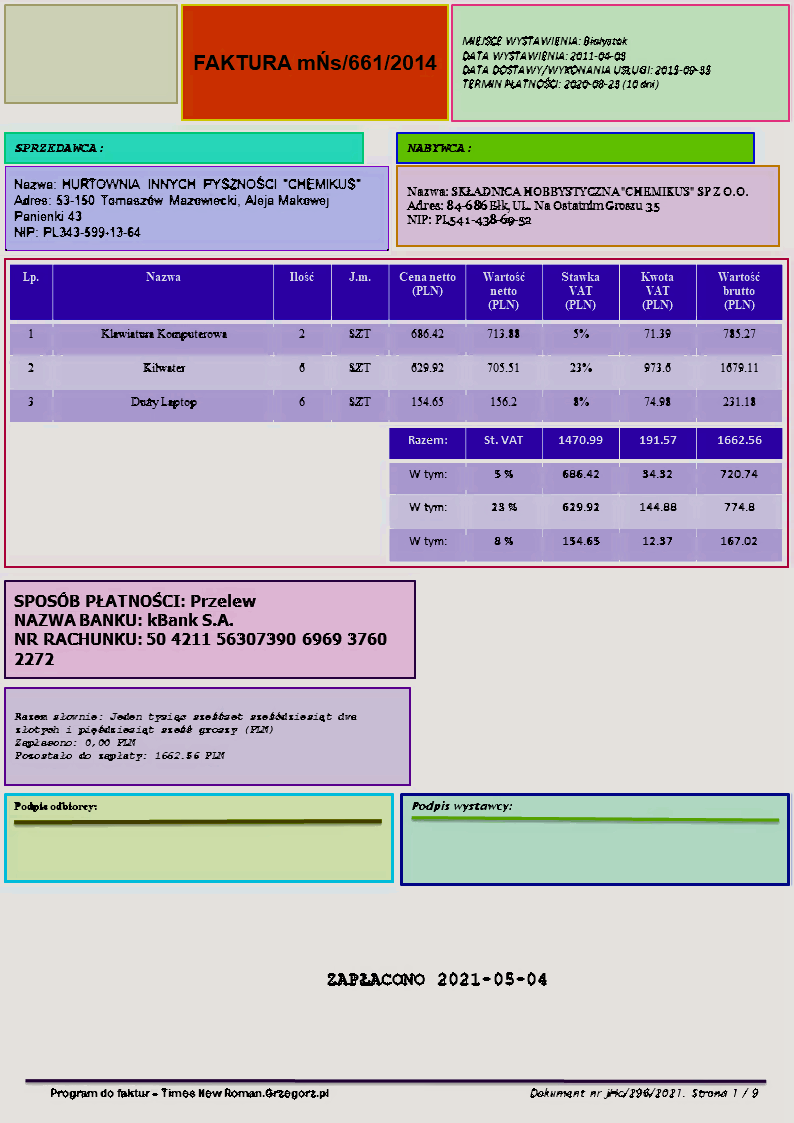 FAKTURA mŃs/661/2014
MIEJSCE WYSTAWIENIA: Białystok
DATA WYSTAWIENIA: 2011-04-03
DATA DOSTAWY/WYKONANIA USŁUGI:
TERMIN PŁATNOŚCI: 2020-08-23 (10 dni)
SPRZEDAWCA:
NABYWCA:
Nazwa: HURTOWNIA INNYCH PYSZNOŚCI "CHEMIKUS"
Adres: 53-150 Tomaszów Mazowiecki, Aleja Makowej
Panienki 43
NIP: PL343-599-13-64
Nazwa: SKŁADNICA HOBBYSTYCZNA"CHEMIKUS" SP Z O.O.
Adres: 84-686 Ełk, UL. Na Ostatnim Groszu 35
NIP: PL541-438-69-52
Lp. Nazwa Ilość J.m. Cena netto (PLN) Wartość netto (PLN) Stawka VAT (PLN) Kwota VAT (PLN) Wartość brutto (PLN)
1 Klawiatura Komputerowa 2 SZT 686.42 713.88 5% 71.39 785.27
2 Kilwater 6 SZT 629.92 705.51 23% 973.6 1679.11
3 Duży Laptop 6 SZT 154.65 156.2 8% 74.98 231.18
Razem: St. VAT 1470.99 191.57 1662.56
W tym: 5 % 686.42 34.32 720.74
W tym: 23 % 629.92 144.88 774.8
W tym: 8 % 154.65 12.37 167.02
SPOSÓB PŁATNOŚCI: Przelew
NAZWA BANKU: kBank S.A.
NR RACHUNKU: 50 4211 56307390 6969 3760
2272
Razem słownie: Jeden tysiąc sześćset sześćdziesiąt dwa
złotych i pięćdziesiąt sześć groszy (PLN)
Zapłacono: 0,00 PLN
Pozostało do zapłaty: 1662.56 PLN
Podpis odbiorcy:
Podpis wystawcy:
ZAPŁACONO 2021-05-04
Program do faktur - Times New Roman.Grzegorz.pl
Dokument nr jHc/296/2021. Strona 1 / 9